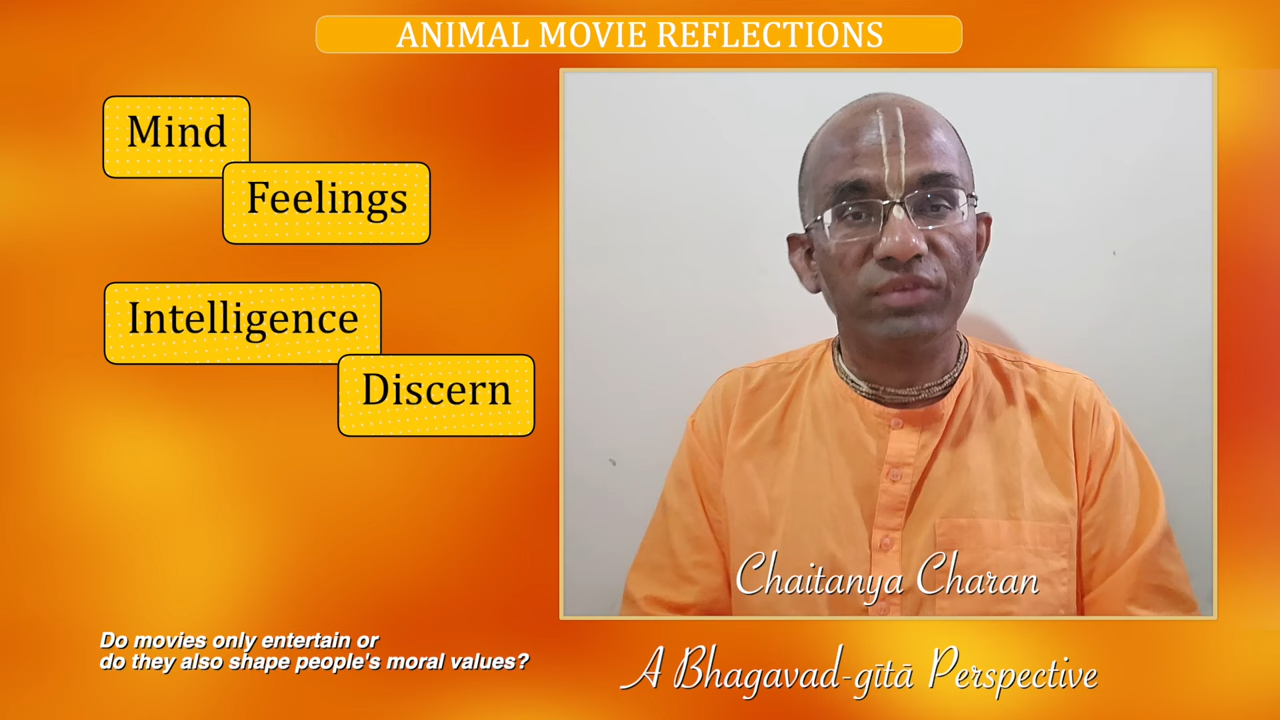 ANIMAL MOVIE REFLECTIONS
Mind
Feelings
Intelligence
Discern
Do movies only entertain or
do they also shape people's moral values?
Chaitanya Charan
A Bhagavad-gītā Perspective